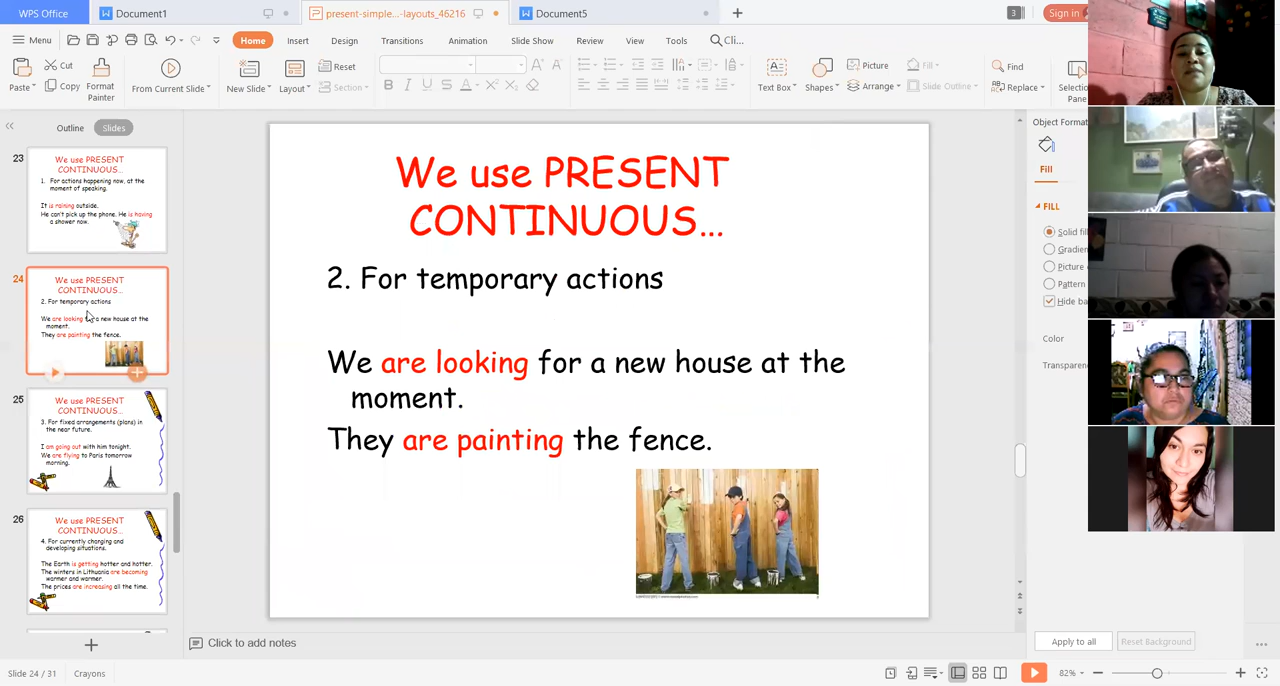 WPS Office
Document1
present-simple...-layouts_46216
Document5
3
Sign in
Menu
Home
Insert
Design
Transitions
Animation
Slide Show
Review
View
Tools
Cli...
Paste
Cut
Copy
Format
Painter
From Current Slide
New Slide
Layout
Reset
Section
Text Box
Shapes
Picture
Arrange
Fill
Slide Outline
Find
Replace
Selection
Pane
Outline
Slides
23
We use PRESENT
CONTINUOUS...
1. For actions happening now, at the
moment of speaking.
It is raining outside.
He can't pick up the phone. He is having
a shower now.
24
We use PRESENT
CONTINUOUS...
2. For temporary actions
We are looking for a new house at the
moment.
They are painting the fence.
25
We use PRESENT
CONTINUOUS...
3. For fixed arrangements (plans) in
the near future.
I am going out with him tonight.
We are flying to Paris tomorrow
morning.
26
We use PRESENT
CONTINUOUS...
4. For currently changing and
developing situations.
The Earth is getting hotter and hotter.
The winters in Lithuania are becoming
warmer and warmer.
The prices are increasing all the time.
We use PRESENT
CONTINUOUS...
2. For temporary actions
We are looking for a new house at the
moment.
They are painting the fence.
Object Format
Fill
FILL
Solid fill
Gradien
Picture
Pattern
Hide ba
Color
Transparen
Apply to all
Reset Background
Click to add notes
Slide 24 / 31
Crayons
82%